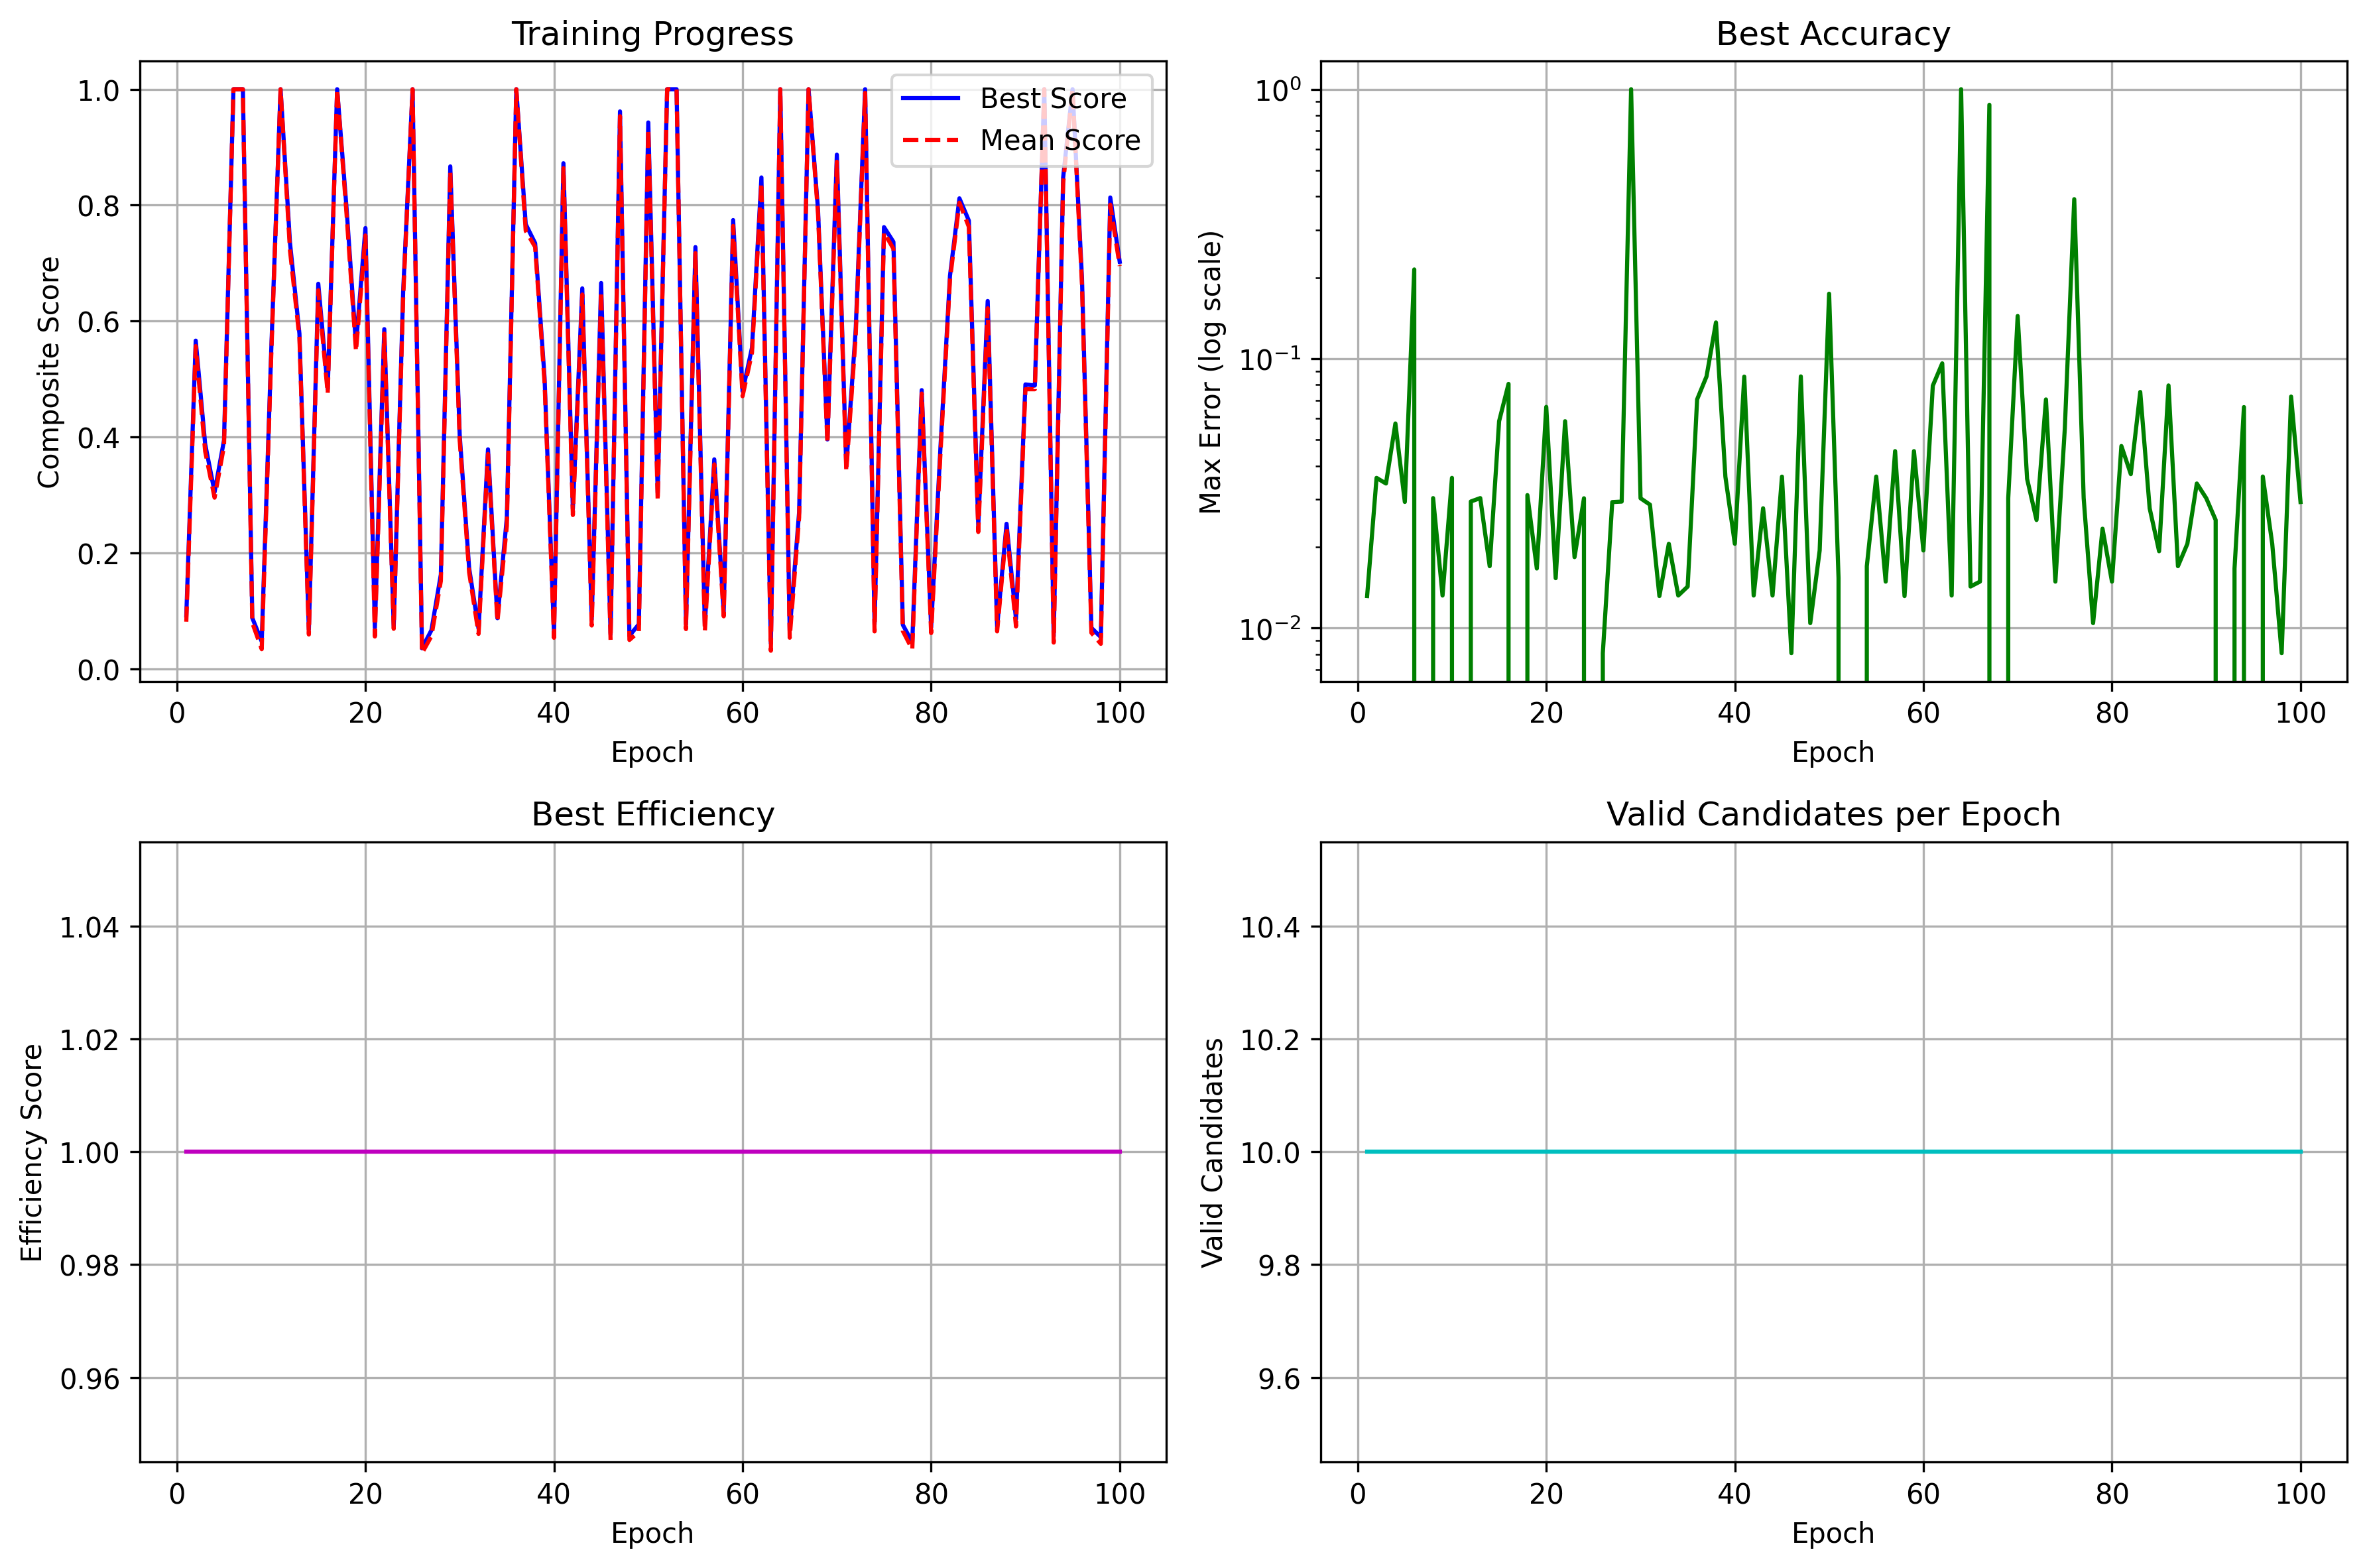 Training Progress
Composite Score
1.0
0.8
0.6
0.4
0.2
0.0
Best Score
Mean Score
0 20 40 60 80 100
Epoch
Best Accuracy
Max Error (log scale)
10⁰
10⁻¹
10⁻²
0 20 40 60 80 100
Epoch
Best Efficiency
Efficiency Score
1.04
1.02
1.00
0.98
0.96
0 20 40 60 80 100
Epoch
Valid Candidates per Epoch
Valid Candidates
10.4
10.2
10.0
9.8
9.6
0 20 40 60 80 100
Epoch